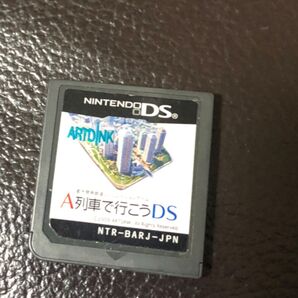 NINTENDO DS
ARTDINK
A列車で行こうDS
NTR-BARJ-JPN